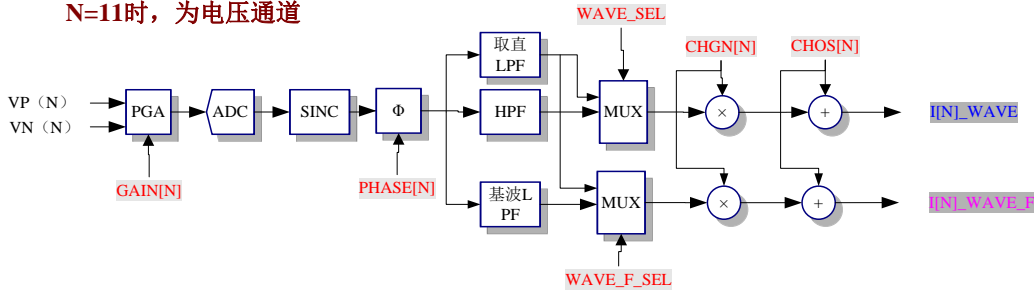 N=11时，为电压通道
WAVE_SEL
CHGN[N]
CHOS[N]
取直
LPF
VP（N）
VN（N）
PGA
ADC
SINC
Φ
HPF
MUX
×
+
I[N]_WAVE
GAIN[N]
PHASE[N]
基波L
PF
MUX
×
+
I[N]_WAVE_F
WAVE_F_SEL